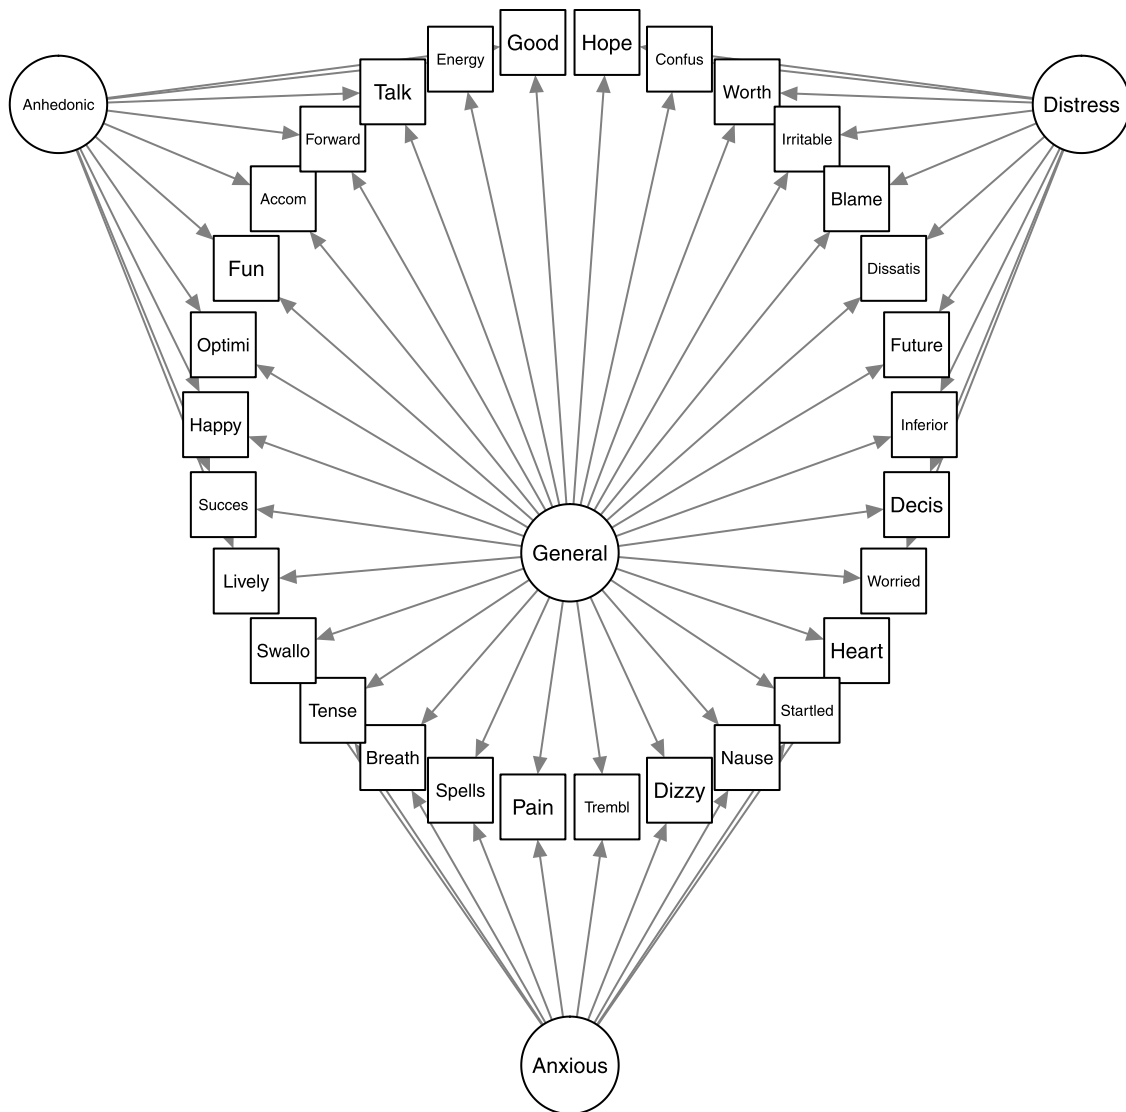 Good
Hope
Energy
Confus
Talk
Worth
Anhedonic
Distress
Forward
Irritable
Accom
Blame
Fun
Dissatis
Optimi
Future
Happy
Inferior
Succes
Decis
General
Lively
Worried
Swallo
Heart
Tense
Startled
Breath
Nause
Spells
Dizzy
Pain
Trembl
Anxious